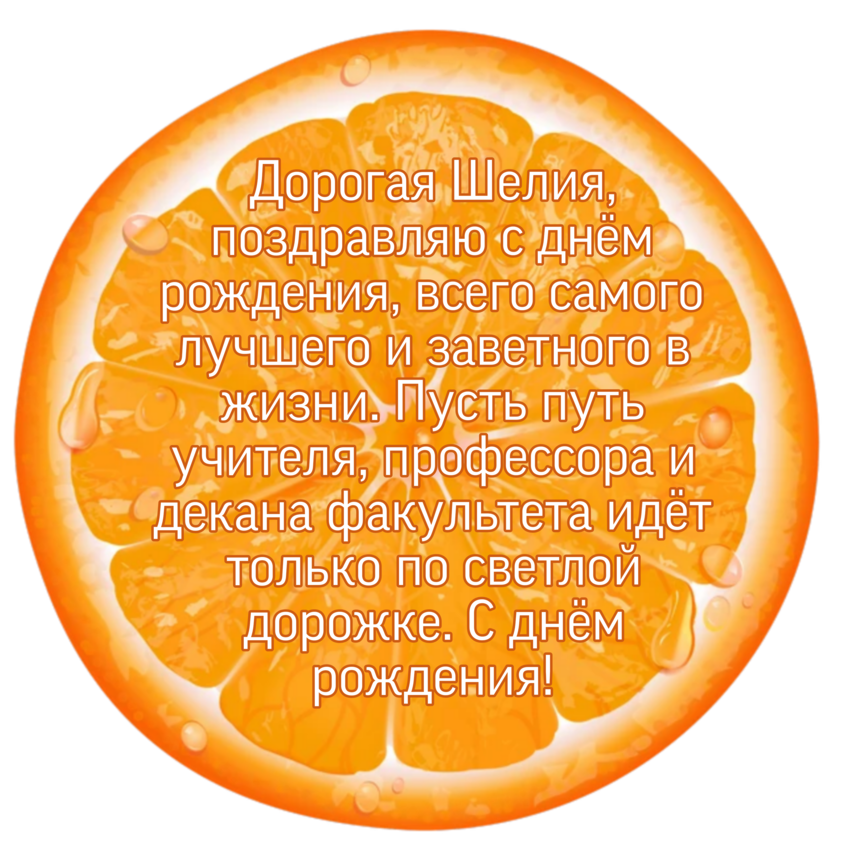 Дорогая Шелия,
поздравляю с днём
рождения, всего самого
лучшего и заветного в
жизни. Пусть путь
учителя, профессора и
декана факультета идёт
только по светлой
дорожке. С днём
рождения!